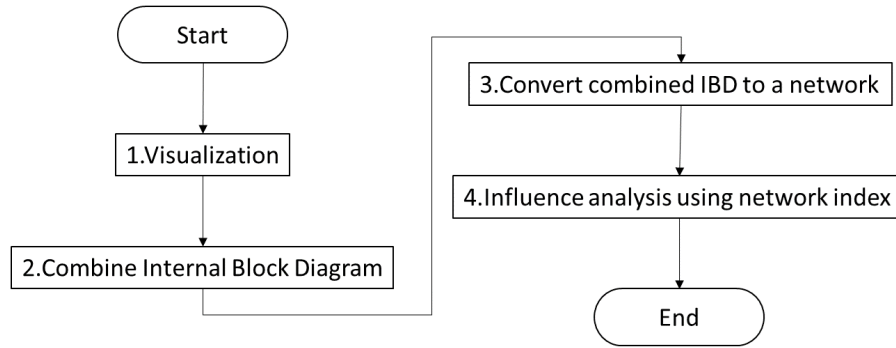 Start
1.Visualization
2.Combine Internal Block Diagram
3.Convert combined IBD to a network
4.Influence analysis using network index
End